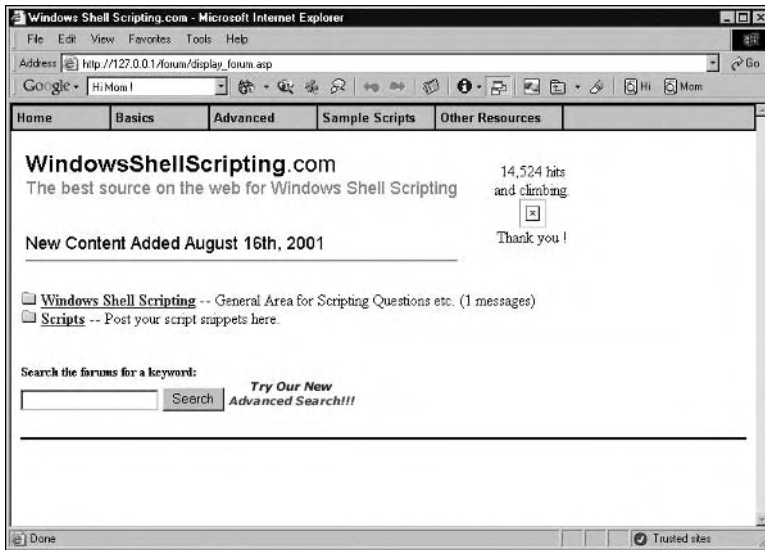 Windows Shell Scripting.com - Microsoft Internet Explorer
File Edit View Favorites Tools Help
Address http://127.0.0.1/forum/display_forum.asp Go
Google Hi Mom ! Hi Mom
Home Basics Advanced Sample Scripts Other Resources
WindowsShellScripting.com
The best source on the web for Windows Shell Scripting
14,524 hits
and climbing.
Thank you !
New Content Added August 16th, 2001
Windows Shell Scripting -- General Area for Scripting Questions etc. (1 messages)
Scripts -- Post your script snippets here.
Search the forums for a keyword:
Search
Try Our New
Advanced Search!!!
Done Trusted sites